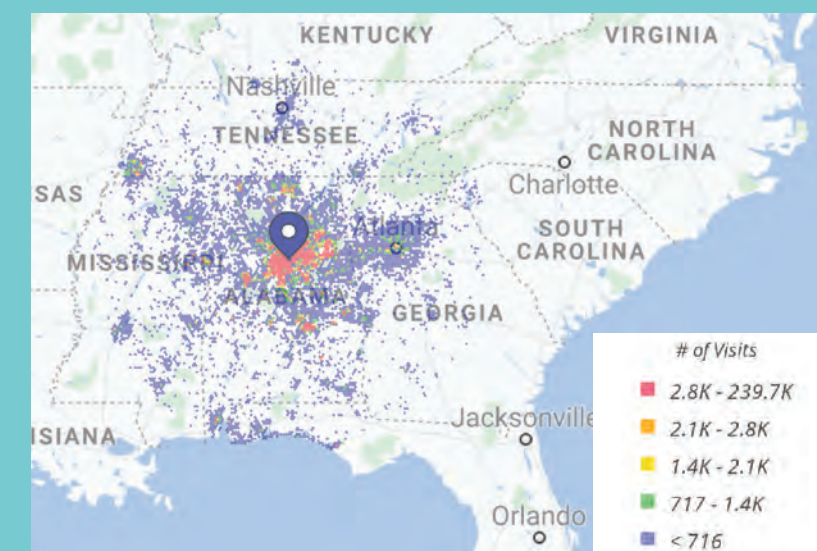 KENTUCKY
VIRGINIA
Nashville
TENNESSEE
NORTH
CAROLINA
Charlotte
SAS
Atlanta
SOUTH
CAROLINA
MISSISSIPPI
ALABAMA
GEORGIA
# of Visits
2.8K - 239.7K
2.1K - 2.8K
1.4K - 2.1K
717 - 1.4K
< 716
Jacksonville
ISIANA
Orlando